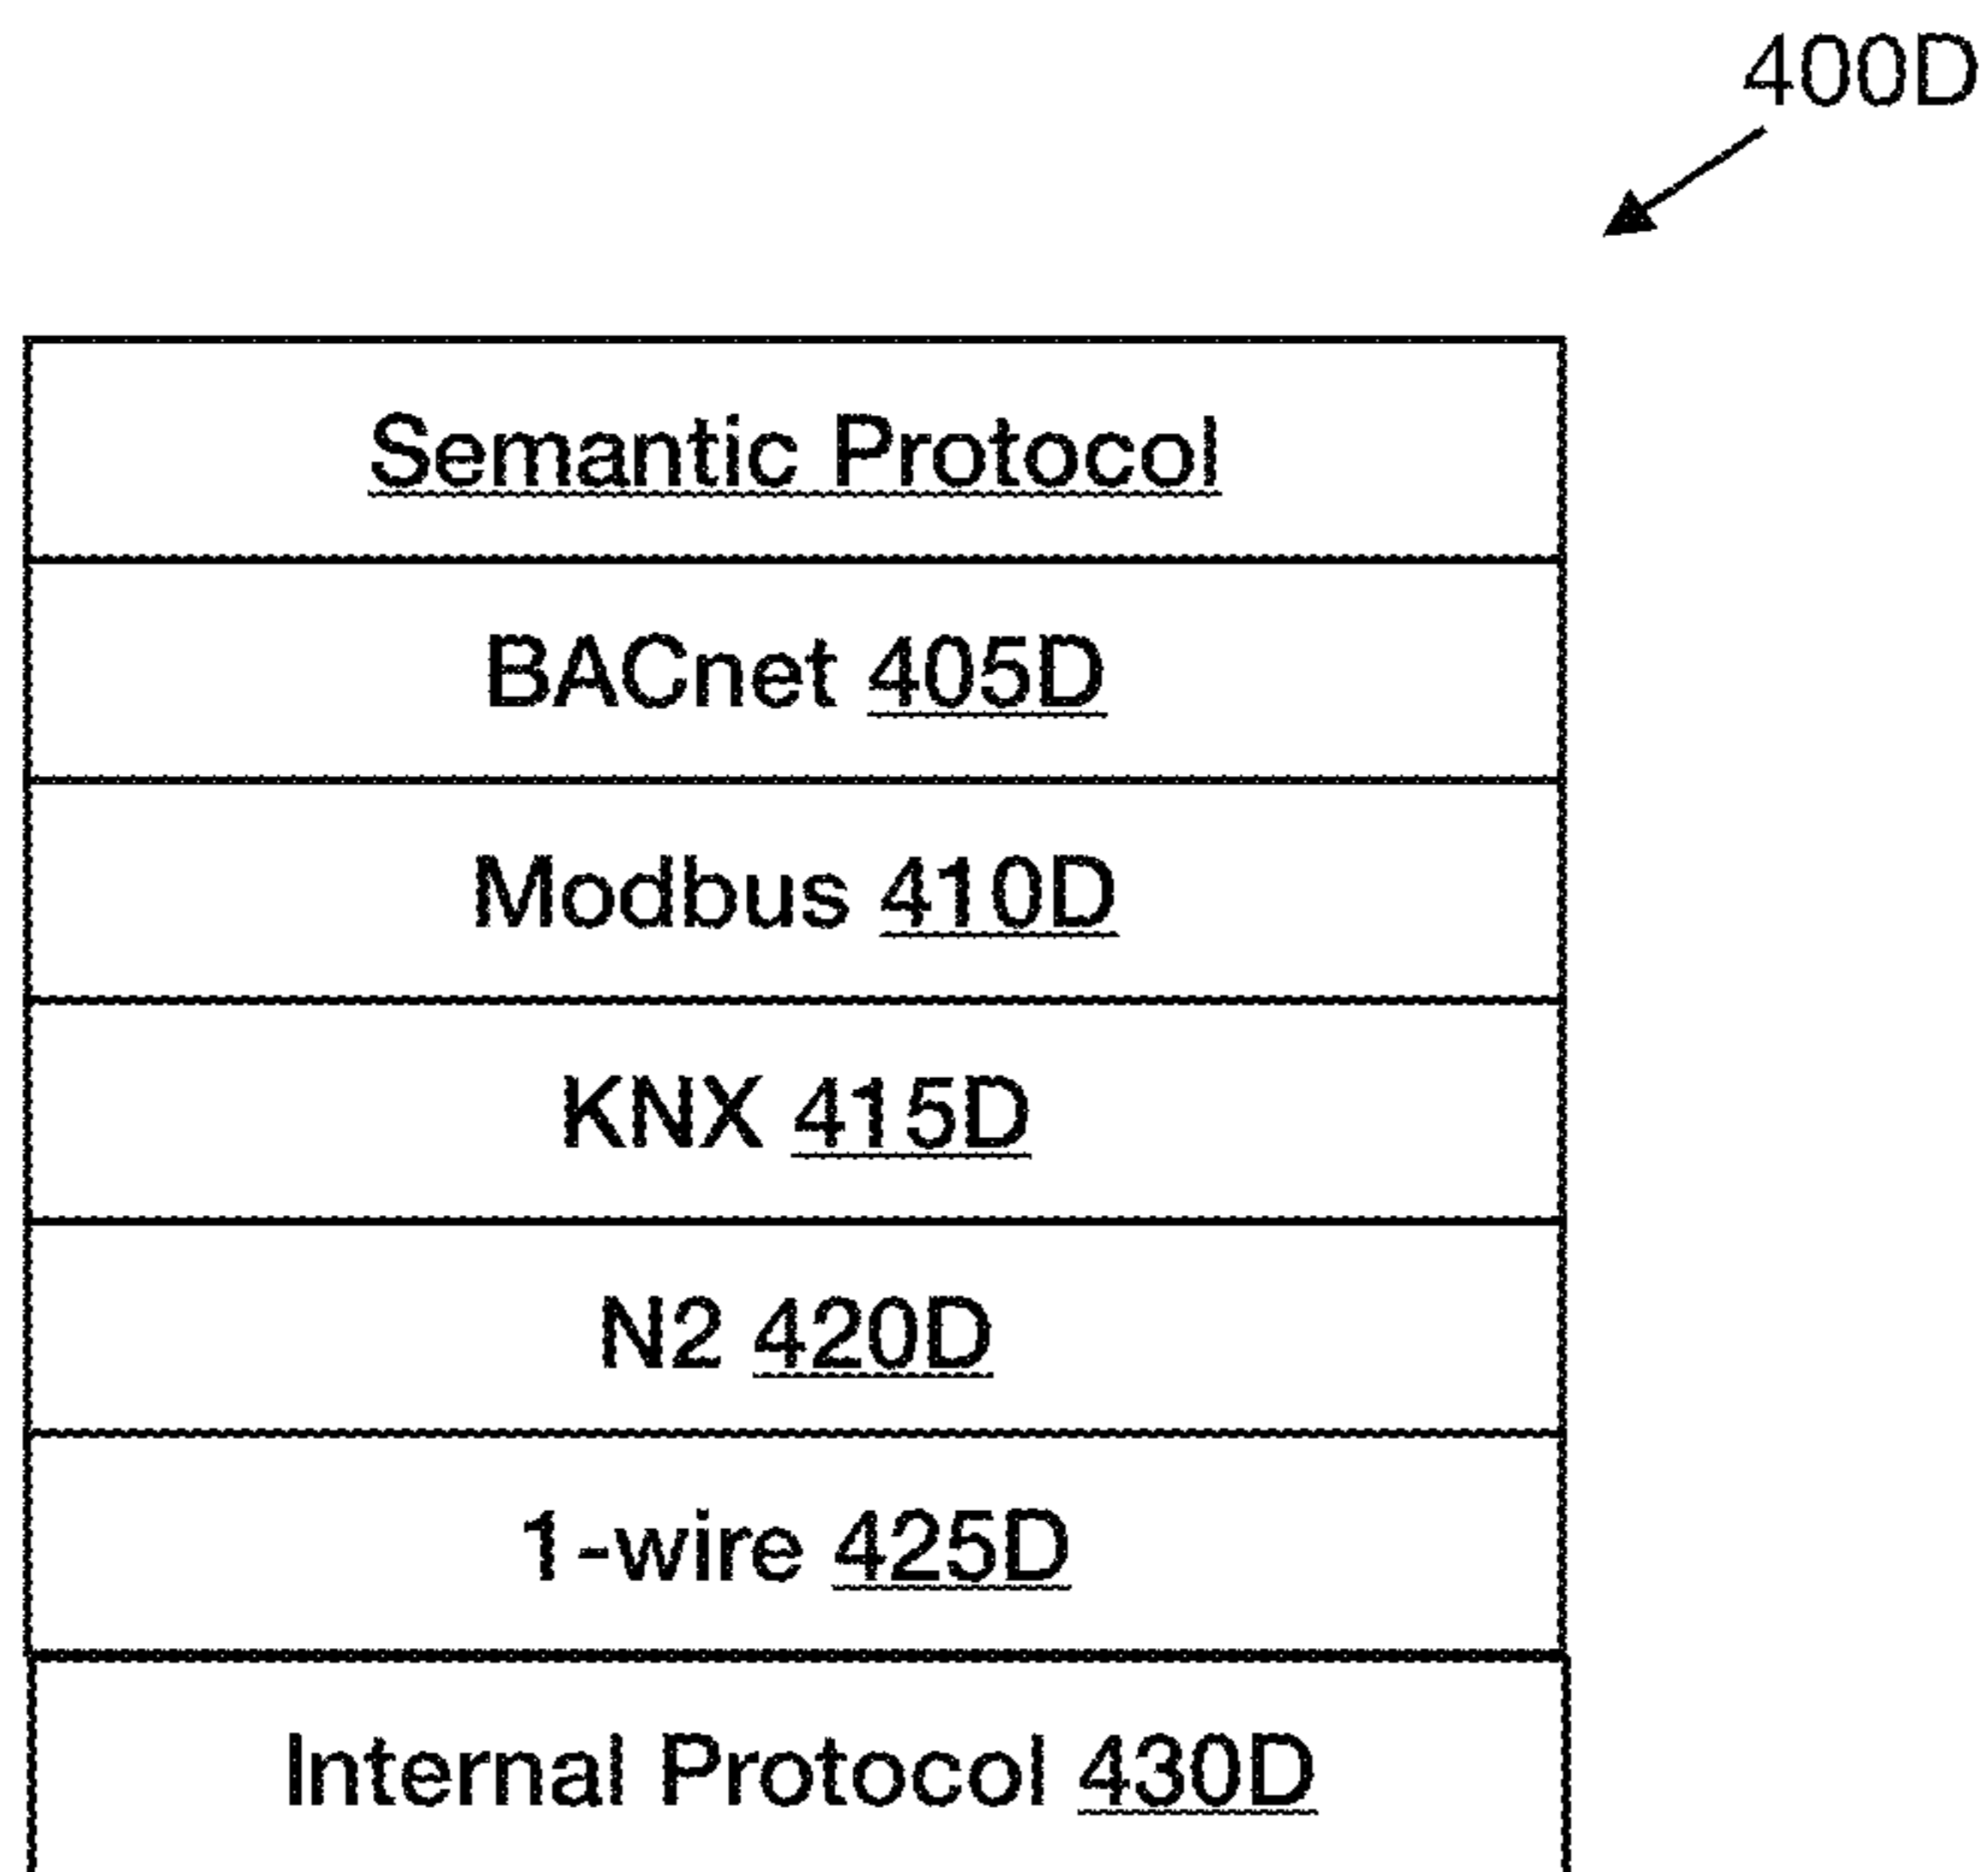 400D
Semantic Protocol
BACnet 405D
Modbus 410D
KNX 415D
N2 420D
1-wire 425D
Internal Protocol 430D